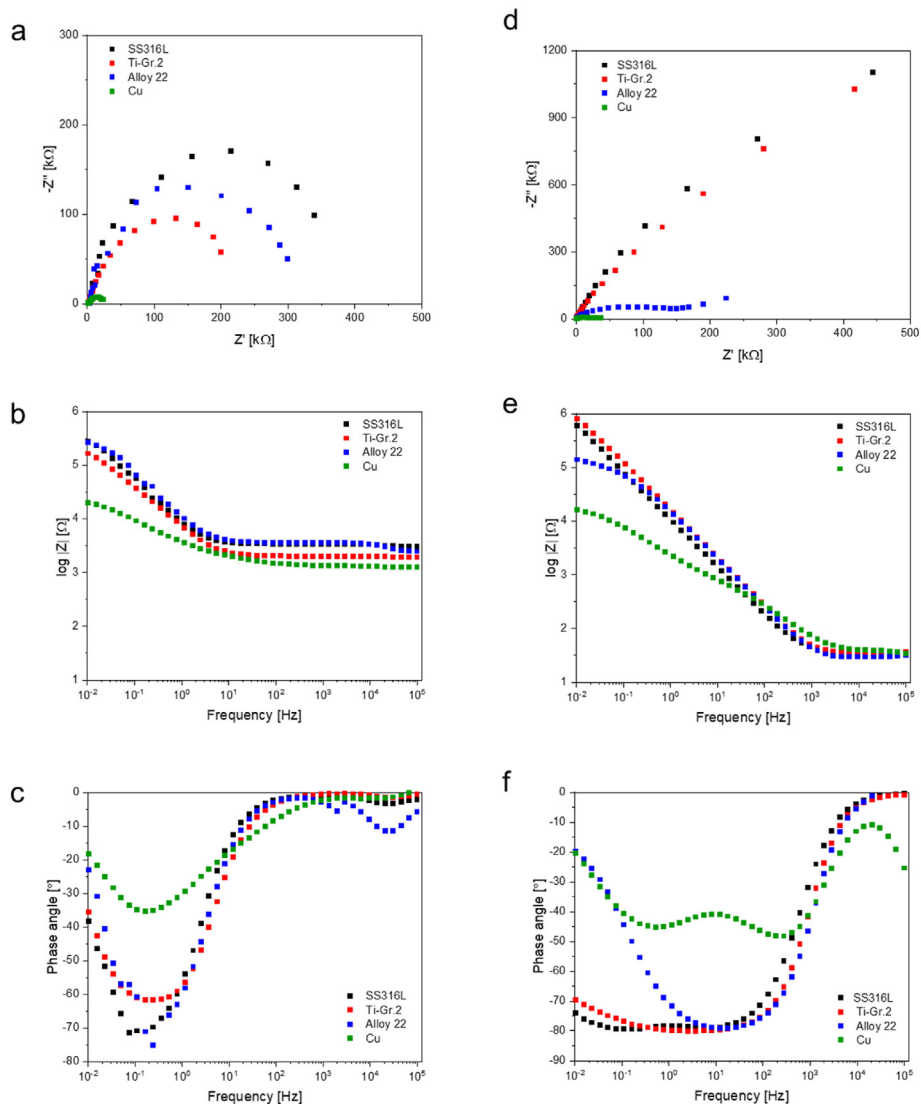 a
300
200
100
0
-Z" [kΩ]
SS316L
Ti-Gr.2
Alloy 22
Cu
0 100 200 300 400 500
Z' [kΩ]
d
1200
900
600
300
0
-Z" [kΩ]
SS316L
Ti-Gr.2
Alloy 22
Cu
0 100 200 300 400 500
Z' [kΩ]
b
6
5
4
3
2
1
log |Z| [Ω]
SS316L
Ti-Gr.2
Alloy 22
Cu
10⁻² 10⁻¹ 10⁰ 10¹ 10² 10³ 10⁴ 10⁵
Frequency [Hz]
e
6
5
4
3
2
1
log |Z| [Ω]
SS316L
Ti-Gr.2
Alloy 22
Cu
10⁻² 10⁻¹ 10⁰ 10¹ 10² 10³ 10⁴ 10⁵
Frequency [Hz]
c
0
-10
-20
-30
-40
-50
-60
-70
-80
Phase angle [°]
SS316L
Ti-Gr.2
Alloy 22
Cu
10⁻² 10⁻¹ 10⁰ 10¹ 10² 10³ 10⁴ 10⁵
Frequency [Hz]
f
0
-10
-20
-30
-40
-50
-60
-70
-80
-90
Phase angle [°]
SS316L
Ti-Gr.2
Alloy 22
Cu
10⁻² 10⁻¹ 10⁰ 10¹ 10² 10³ 10⁴ 10⁵
Frequency [Hz]